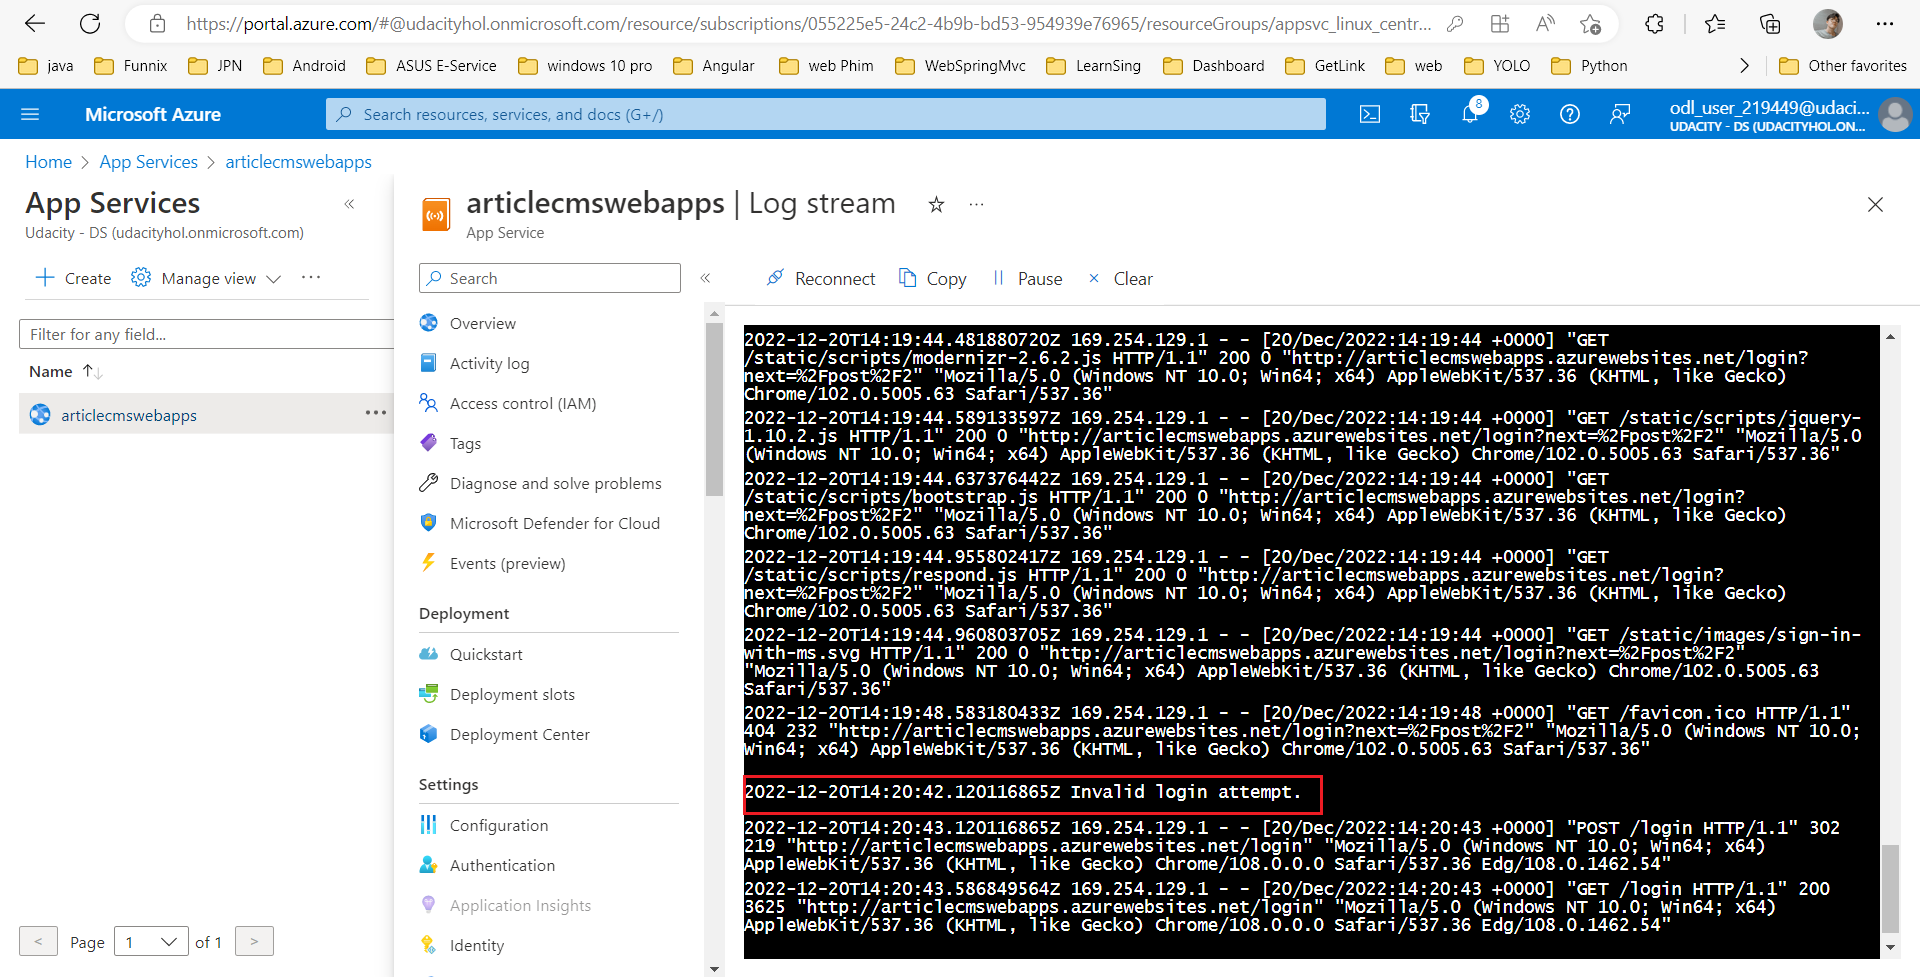 https://portal.azure.com/#@udacityhol.onmicrosoft.com/resource/subscriptions/055225e5-24c2-4b9b-bd53-954939e76965/resourceGroups/appsvc_linux_centr...
java Funnix JPN Android ASUS E-Service windows 10 pro Angular web Phim WebSpringMvc LearnSing Dashboard GetLink web YOLO Python Other favorites
Microsoft Azure
Search resources, services, and docs (G+/)
8
odl_user_219449@udaci...
UDACITY - DS (UDACITYHOL.ON...
Home > App Services > articlecmswebapps
App Services «
Udacity - DS (udacityhol.onmicrosoft.com)
+ Create Manage view ...
Filter for any field...
Name ↑↓
articlecmswebapps ...
< Page 1 of 1 >
articlecmswebapps | Log stream ...
App Service
Search «
Overview
Activity log
Access control (IAM)
Tags
Diagnose and solve problems
Microsoft Defender for Cloud
Events (preview)
Deployment
Quickstart
Deployment slots
Deployment Center
Settings
Configuration
Authentication
Application Insights
Identity
Reconnect Copy Pause Clear
2022-12-20T14:19:44.481880720Z 169.254.129.1 - - [20/Dec/2022:14:19:44 +0000] "GET
/static/scripts/modernizr-2.6.2.js HTTP/1.1" 200 0 "http://articlecmswebapps.azurewebsites.net/login?
next=%2Fpost%2F2" "Mozilla/5.0 (Windows NT 10.0; Win64; x64) AppleWebKit/537.36 (KHTML, like Gecko)
Chrome/102.0.5005.63 Safari/537.36"
2022-12-20T14:19:44.589133597Z 169.254.129.1 - - [20/Dec/2022:14:19:44 +0000] "GET /static/scripts/jquery-
1.10.2.js HTTP/1.1" 200 0 "http://articlecmswebapps.azurewebsites.net/login?next=%2Fpost%2F2" "Mozilla/5.0
(Windows NT 10.0; Win64; x64) AppleWebKit/537.36 (KHTML, like Gecko) Chrome/102.0.5005.63 Safari/537.36"
2022-12-20T14:19:44.637376442Z 169.254.129.1 - - [20/Dec/2022:14:19:44 +0000] "GET
/static/scripts/bootstrap.js HTTP/1.1" 200 0 "http://articlecmswebapps.azurewebsites.net/login?
next=%2Fpost%2F2" "Mozilla/5.0 (Windows NT 10.0; Win64; x64) AppleWebKit/537.36 (KHTML, like Gecko)
Chrome/102.0.5005.63 Safari/537.36"
2022-12-20T14:19:44.955802417Z 169.254.129.1 - - [20/Dec/2022:14:19:44 +0000] "GET
/static/scripts/respond.js HTTP/1.1" 200 0 "http://articlecmswebapps.azurewebsites.net/login?
next=%2Fpost%2F2" "Mozilla/5.0 (Windows NT 10.0; Win64; x64) AppleWebKit/537.36 (KHTML, like Gecko)
Chrome/102.0.5005.63 Safari/537.36"
2022-12-20T14:19:44.960803705Z 169.254.129.1 - - [20/Dec/2022:14:19:44 +0000] "GET /static/images/sign-in-
with-ms.svg HTTP/1.1" 200 0 "http://articlecmswebapps.azurewebsites.net/login?next=%2Fpost%2F2"
"Mozilla/5.0 (Windows NT 10.0; Win64; x64) AppleWebKit/537.36 (KHTML, like Gecko) Chrome/102.0.5005.63
Safari/537.36"
2022-12-20T14:19:48.583180433Z 169.254.129.1 - - [20/Dec/2022:14:19:48 +0000] "GET /favicon.ico HTTP/1.1"
404 232 "http://articlecmswebapps.azurewebsites.net/login?next=%2Fpost%2F2" "Mozilla/5.0 (Windows NT 10.0;
Win64; x64) AppleWebKit/537.36 (KHTML, like Gecko) Chrome/102.0.5005.63 Safari/537.36"
2022-12-20T14:20:42.120116865Z Invalid login attempt.
2022-12-20T14:20:43.120116865Z 169.254.129.1 - - [20/Dec/2022:14:20:43 +0000] "POST /login HTTP/1.1" 302
219 "http://articlecmswebapps.azurewebsites.net/login" "Mozilla/5.0 (Windows NT 10.0; Win64; x64)
AppleWebKit/537.36 (KHTML, like Gecko) Chrome/108.0.0.0 Safari/537.36 Edg/108.0.1462.54"
2022-12-20T14:20:43.586849564Z 169.254.129.1 - - [20/Dec/2022:14:20:43 +0000] "GET /login HTTP/1.1" 200
3625 "http://articlecmswebapps.azurewebsites.net/login" "Mozilla/5.0 (Windows NT 10.0; Win64; x64)
AppleWebKit/537.36 (KHTML, like Gecko) Chrome/108.0.0.0 Safari/537.36 Edg/108.0.1462.54"